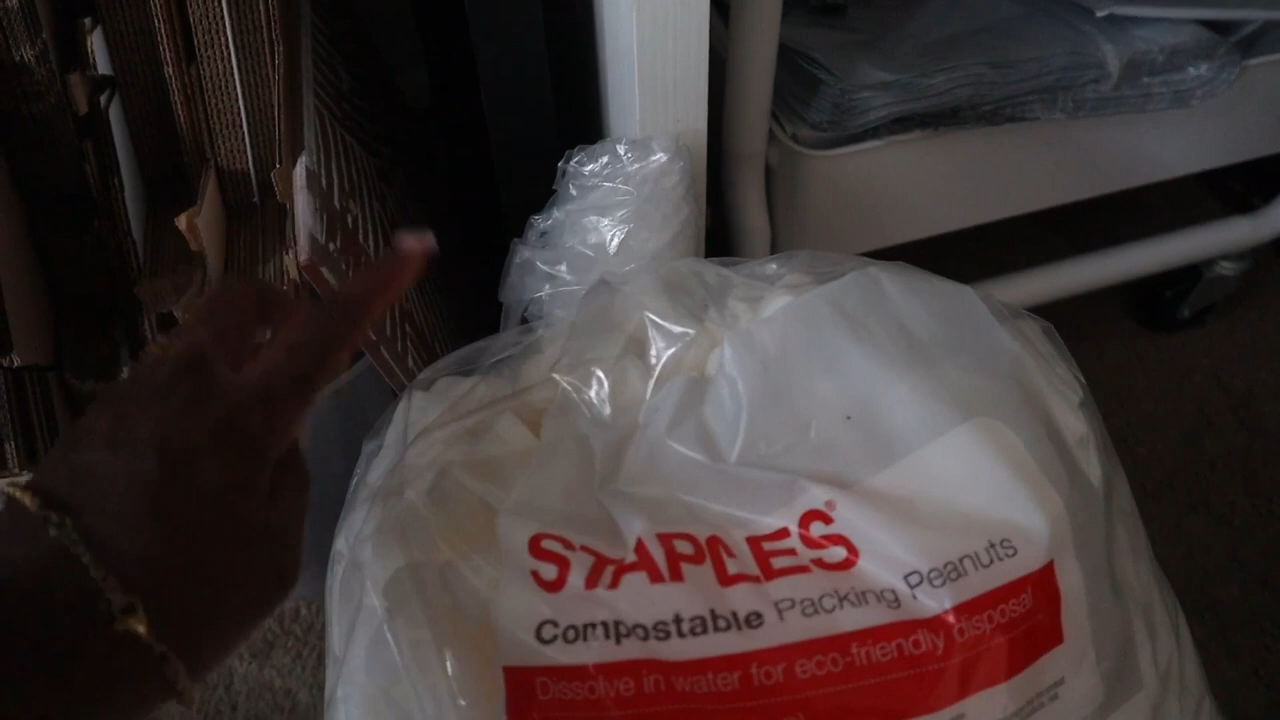 STAPLES®
Compostable Packing Peanuts
Dissolve in water for eco-friendly disposal